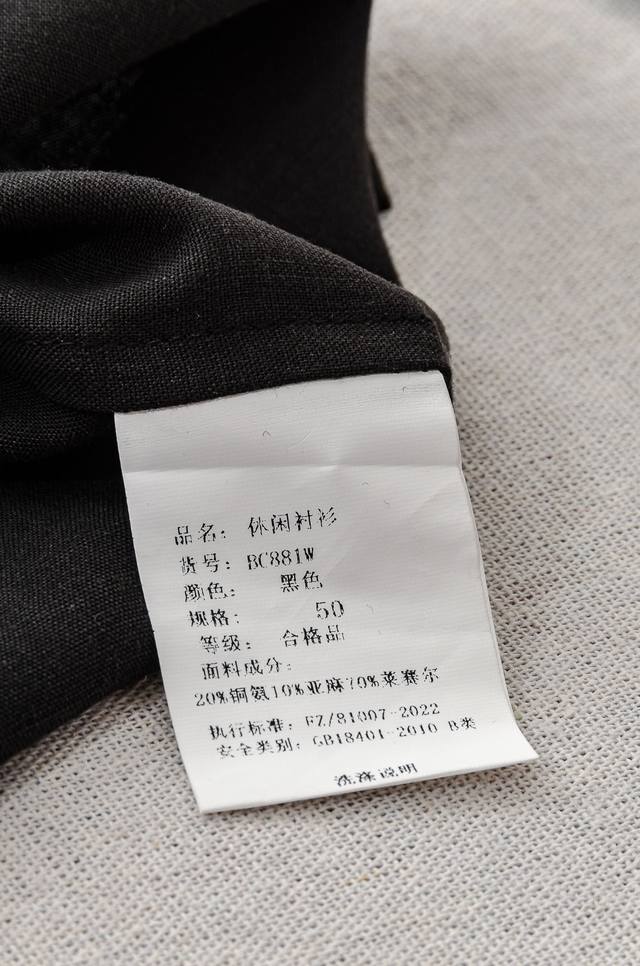 品名: 休闲衬衫
货号: BC881W
颜色: 黑色
规格: 50
等级: 合格品
面料成分:
20%铜氨10%亚麻70%莱赛尔
执行标准: FZ/81007-2022
安全类别: GB18401-2010 B类
洗涤说明